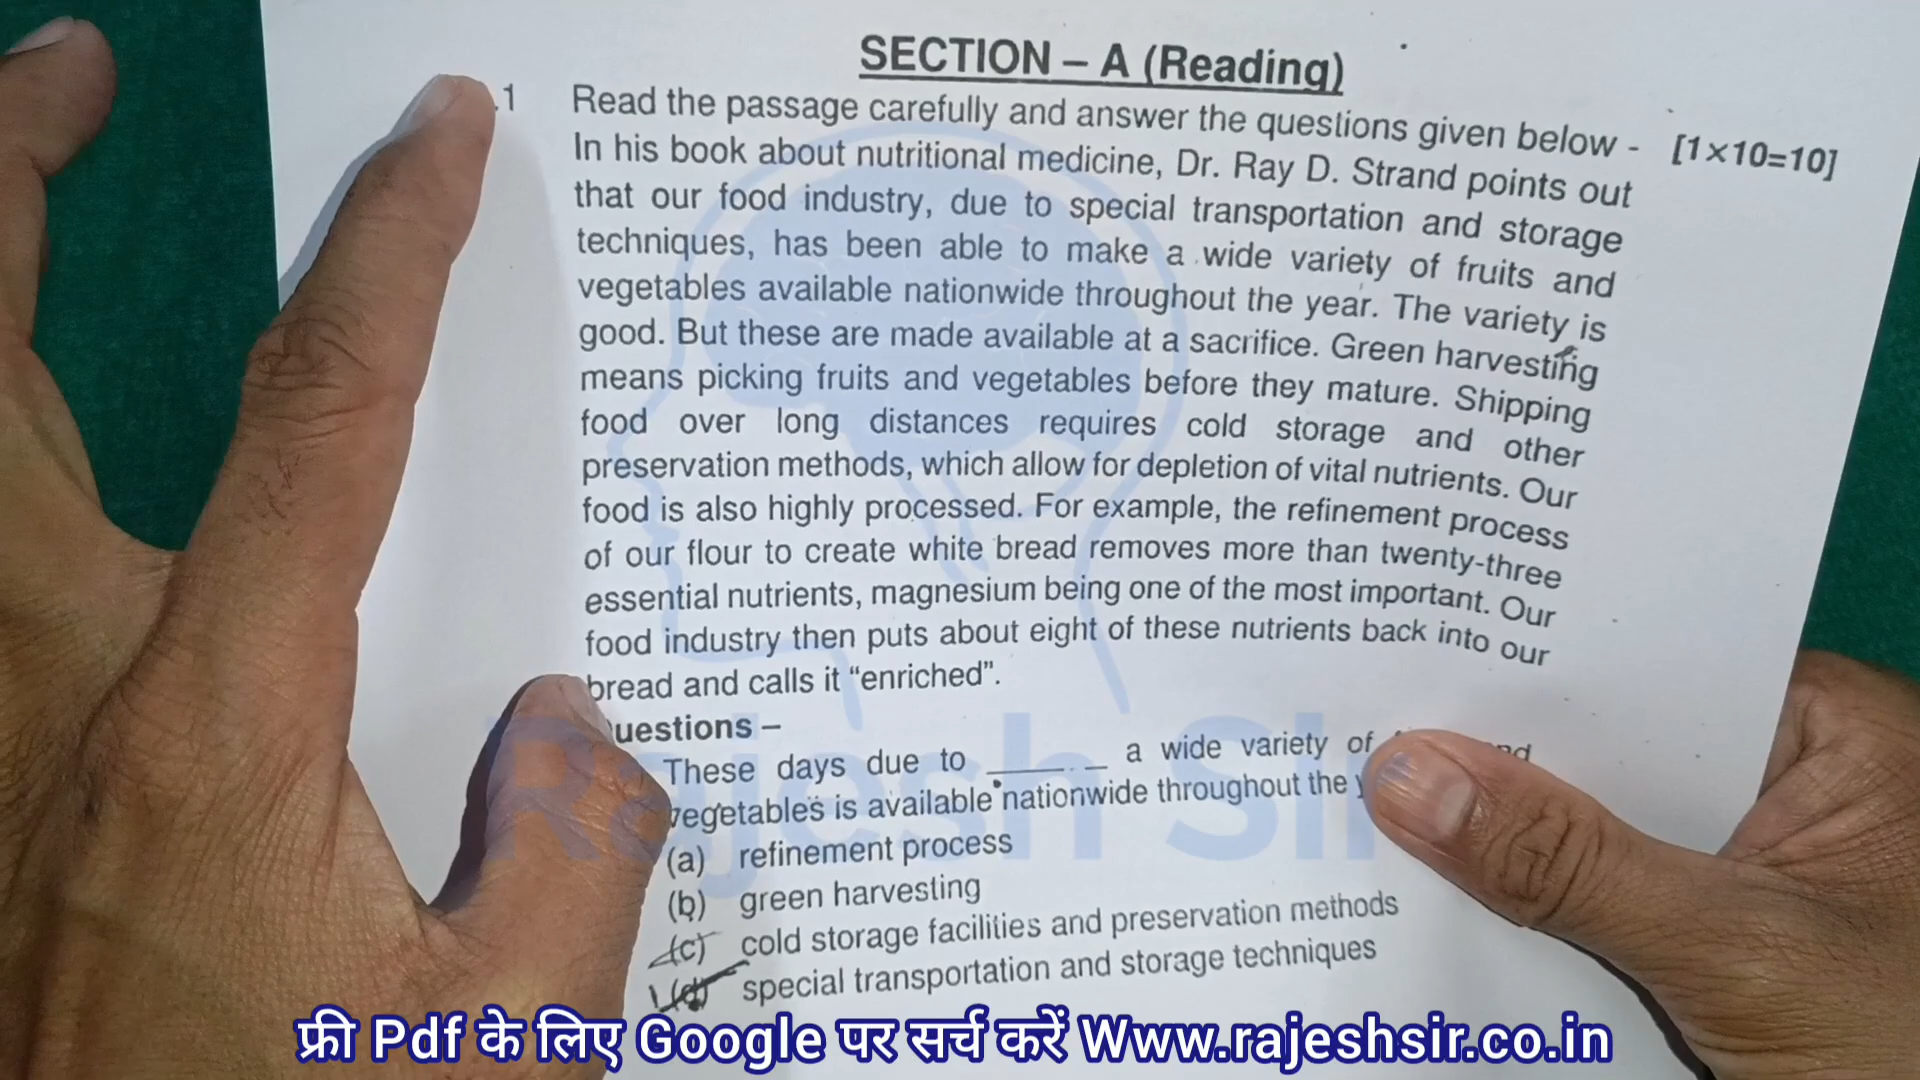 SECTION – A (Reading)
.1 Read the passage carefully and answer the questions given below - [1×10=10]
In his book about nutritional medicine, Dr. Ray D. Strand points out
that our food industry, due to special transportation and storage
techniques, has been able to make a wide variety of fruits and
vegetables available nationwide throughout the year. The variety is
good. But these are made available at a sacrifice. Green harvesting
means picking fruits and vegetables before they mature. Shipping
food over long distances requires cold storage and other
preservation methods, which allow for depletion of vital nutrients. Our
food is also highly processed. For example, the refinement process
of our flour to create white bread removes more than twenty-three
essential nutrients, magnesium being one of the most important. Our
food industry then puts about eight of these nutrients back into our
bread and calls it “enriched”.
uestions –
These days due to ______ a wide variety of
vegetables is available nationwide throughout the
(a) refinement process
(b) green harvesting
(c) cold storage facilities and preservation methods
(d) special transportation and storage techniques
Rajesh Sir
फ्री Pdf के लिए Google पर सर्च करें Www.rajeshsir.co.in